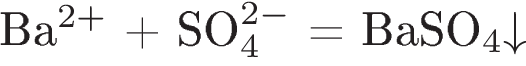 Ba²⁺ + SO₄²⁻ = BaSO₄↓